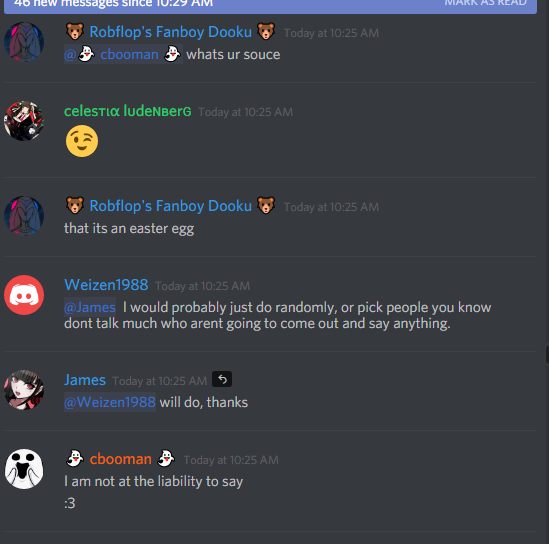 46 new messages since 10:29 AM MARK AS READ
🐻 Robflop's Fanboy Dooku 🐻 Today at 10:25 AM
@👻 cbooman 👻 whats ur souce
celesтια ludeɴвerɢ Today at 10:25 AM
😉
🐻 Robflop's Fanboy Dooku 🐻 Today at 10:25 AM
that its an easter egg
Weizen1988 Today at 10:25 AM
@James I would probably just do randomly, or pick people you know
dont talk much who arent going to come out and say anything.
James Today at 10:25 AM
@Weizen1988 will do, thanks
👻 cbooman 👻 Today at 10:25 AM
I am not at the liability to say
:3